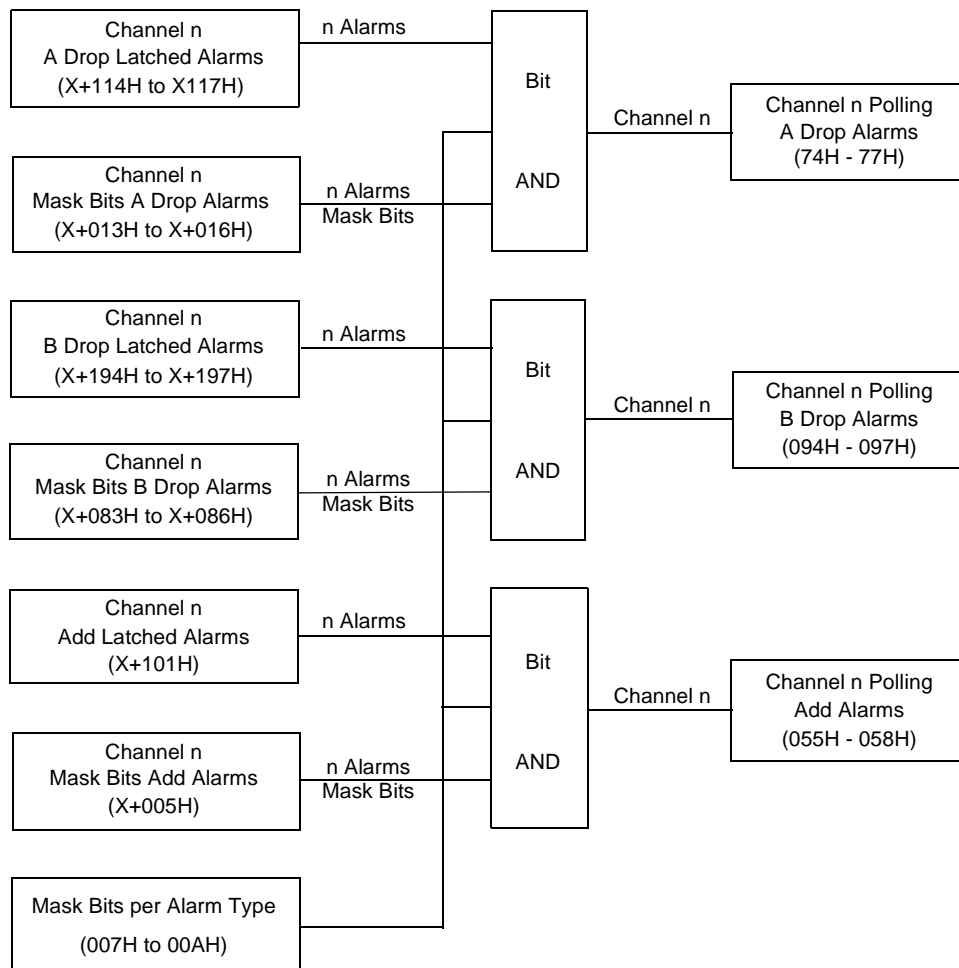 Channel n
A Drop Latched Alarms
(X+114H to X117H)
n Alarms
Channel n
Mask Bits A Drop Alarms
(X+013H to X+016H)
n Alarms
Mask Bits
Bit
AND
Channel n
Channel n Polling
A Drop Alarms
(74H - 77H)
Channel n
B Drop Latched Alarms
(X+194H to X+197H)
n Alarms
Channel n
Mask Bits B Drop Alarms
(X+083H to X+086H)
n Alarms
Mask Bits
Bit
AND
Channel n
Channel n Polling
B Drop Alarms
(094H - 097H)
Channel n
Add Latched Alarms
(X+101H)
n Alarms
Channel n
Mask Bits Add Alarms
(X+005H)
n Alarms
Mask Bits
Bit
AND
Channel n
Channel n Polling
Add Alarms
(055H - 058H)
Mask Bits per Alarm Type
(007H to 00AH)